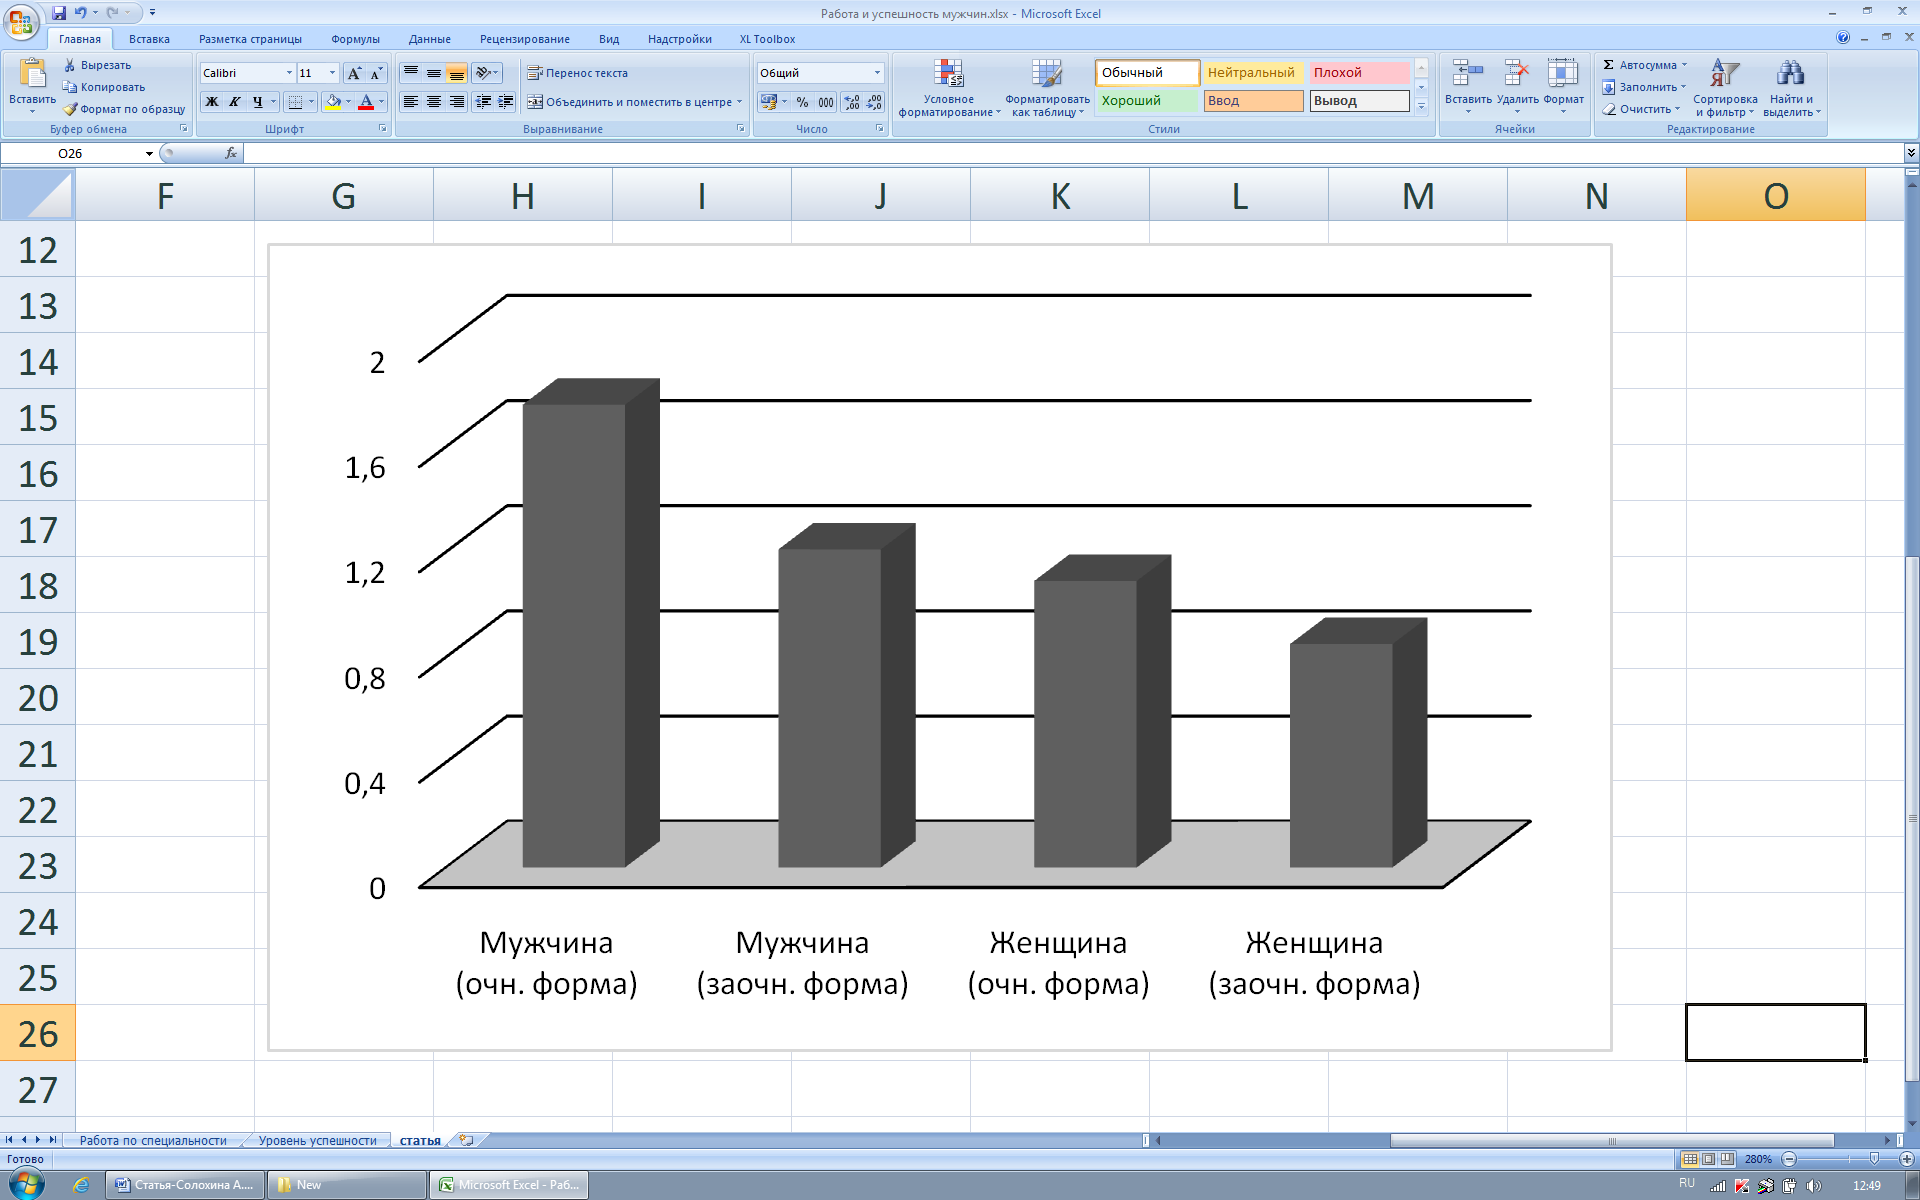 Работа и успешность мужчин.xlsx - Microsoft Excel
Главная Вставка Разметка страницы Формулы Данные Рецензирование Вид Надстройки XL Toolbox
Вставить
Вырезать
Копировать
Формат по образцу
Буфер обмена
Calibri 11
Ж К Ч
Шрифт
Перенос текста
Объединить и поместить в центре
Выравнивание
Общий
% 000
Число
Условное форматирование
Форматировать как таблицу
Обычный Нейтральный Плохой
Хороший Ввод Вывод
Стили
Вставить Удалить Формат
Ячейки
Автосумма
Заполнить
Очистить
Сортировка и фильтр
Найти и выделить
Редактирование
O26
fx
F G H I J K L M N O
12
13
14
15
16
17
18
19
20
21
22
23
24
25
26
27
2
1,6
1,2
0,8
0,4
0
Мужчина Мужчина Женщина Женщина
(очн. форма) (заочн. форма) (очн. форма) (заочн. форма)
Работа по специальности Уровень успешности статья
Готово
280%
Статья-Солохина А.... New Microsoft Excel - Раб...
RU
12:49